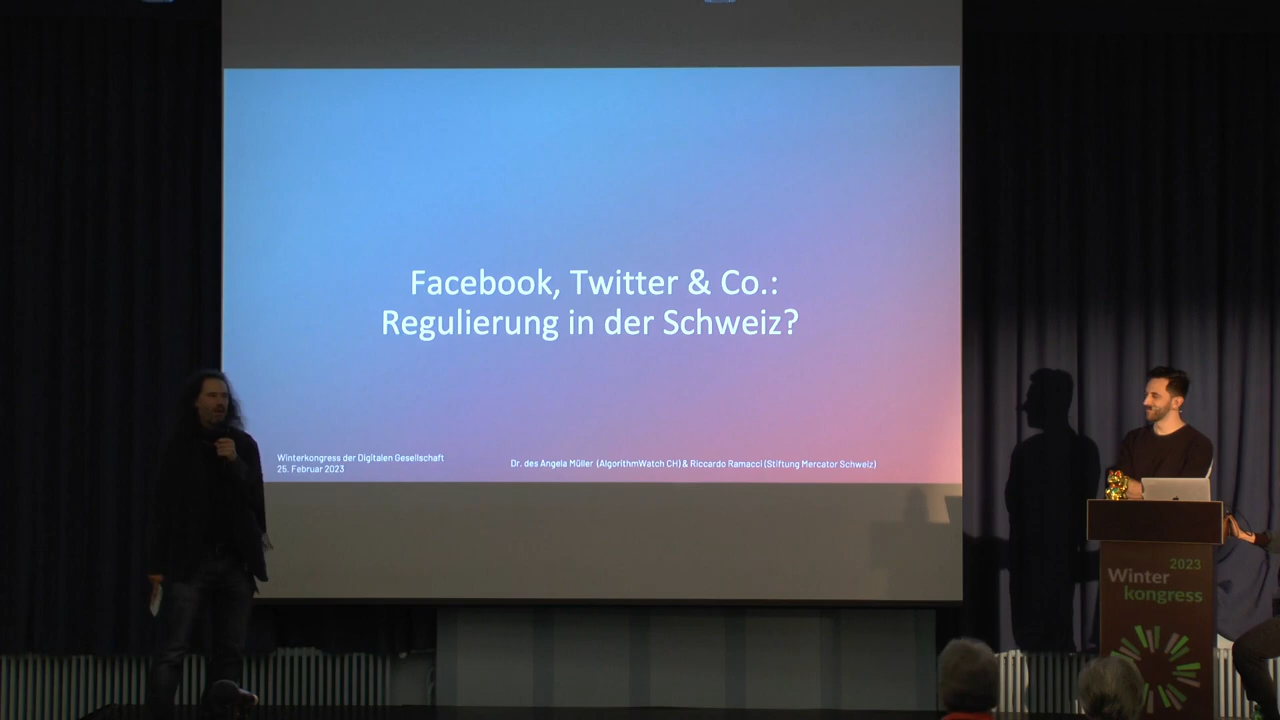 Facebook, Twitter & Co.:
Regulierung in der Schweiz?
Winterkongress der Digitalen Gesellschaft
25. Februar 2023
Dr. des Angela Müller (AlgorithmWatch CH) & Riccardo Ramacci (Stiftung Mercator Schweiz)
2023
Winter
kongress